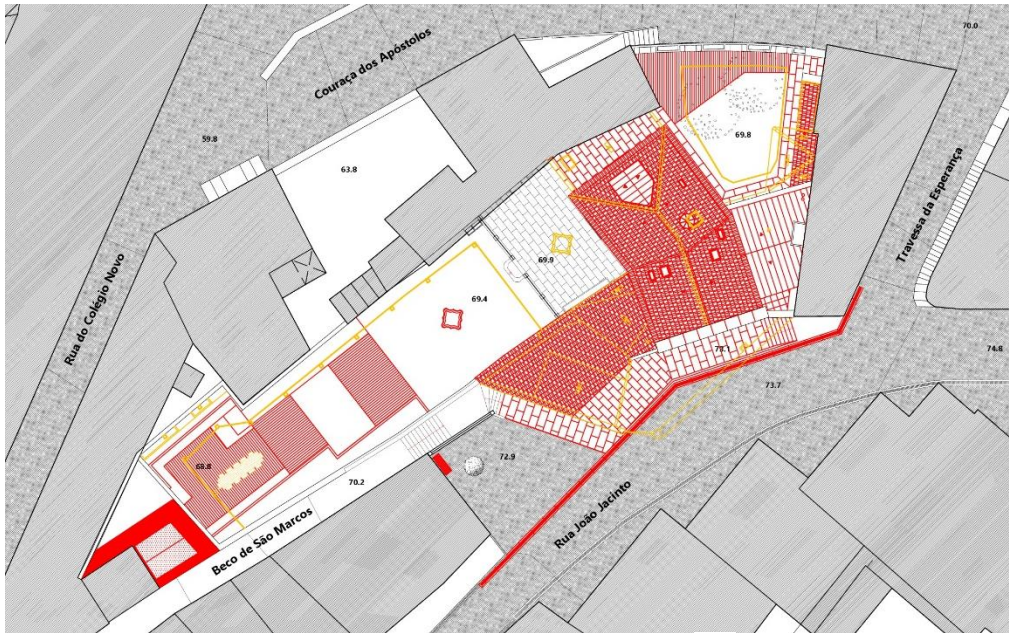 70.0
Couraça dos Apóstolos
59.8
69.8
63.8
Travessa da Esperança
Rua do Colégio Novo
69.9
69.4
74.8
73.7
68.8
72.9
70.2
Rua João Jacinto
Beco de São Marcos